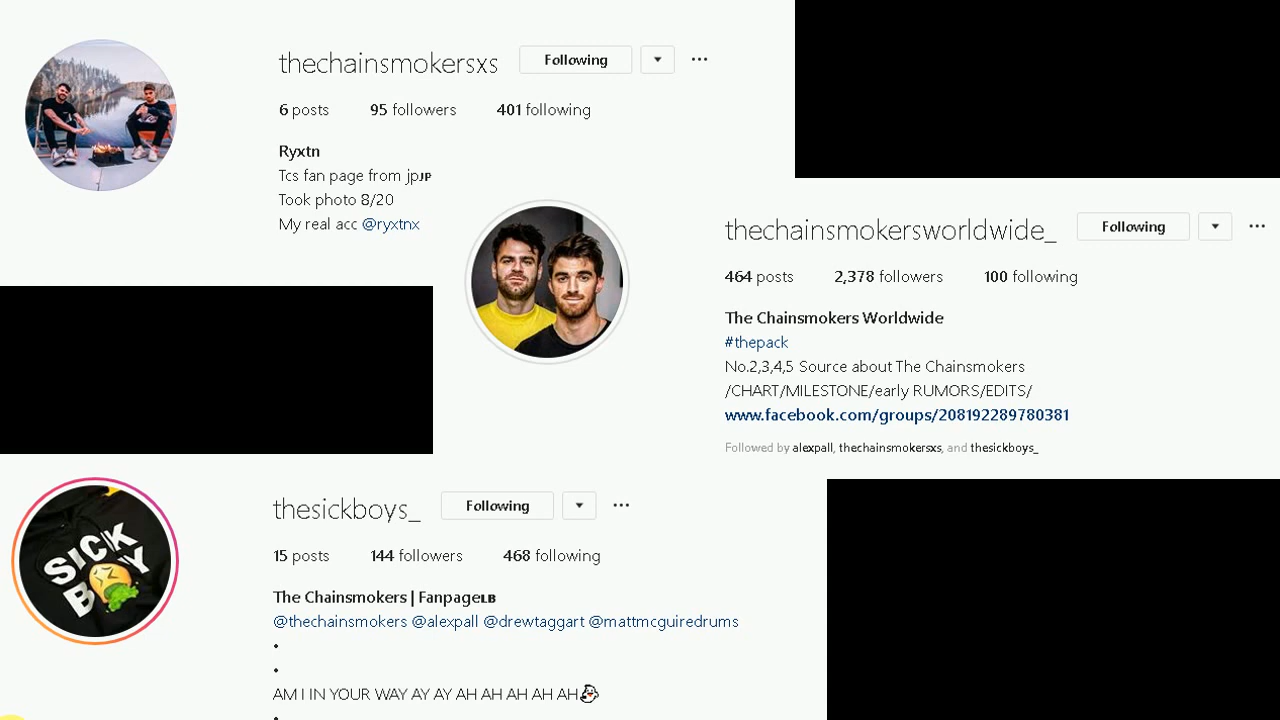 thechainsmokersxs Following ▼ ...
6 posts 95 followers 401 following
Ryxtn
Tcs fan page from jpJP
Took photo 8/20
My real acc @ryxtnx
thechainsmokersworldwide_ Following ▼ ...
464 posts 2,378 followers 100 following
The Chainsmokers Worldwide
#thepack
No.2,3,4,5 Source about The Chainsmokers
/CHART/MILESTONE/early RUMORS/EDITS/
www.facebook.com/groups/208192289780381
Followed by alexpall, thechainsmokersxs, and thesickboys_
SICK
BOY
thesickboys_ Following ▼ ...
15 posts 144 followers 468 following
The Chainsmokers | FanpageLB
@thechainsmokers @alexpall @drewtaggart @mattmcguiredrums
•
•
AM I IN YOUR WAY AY AY AH AH AH AH AH
•